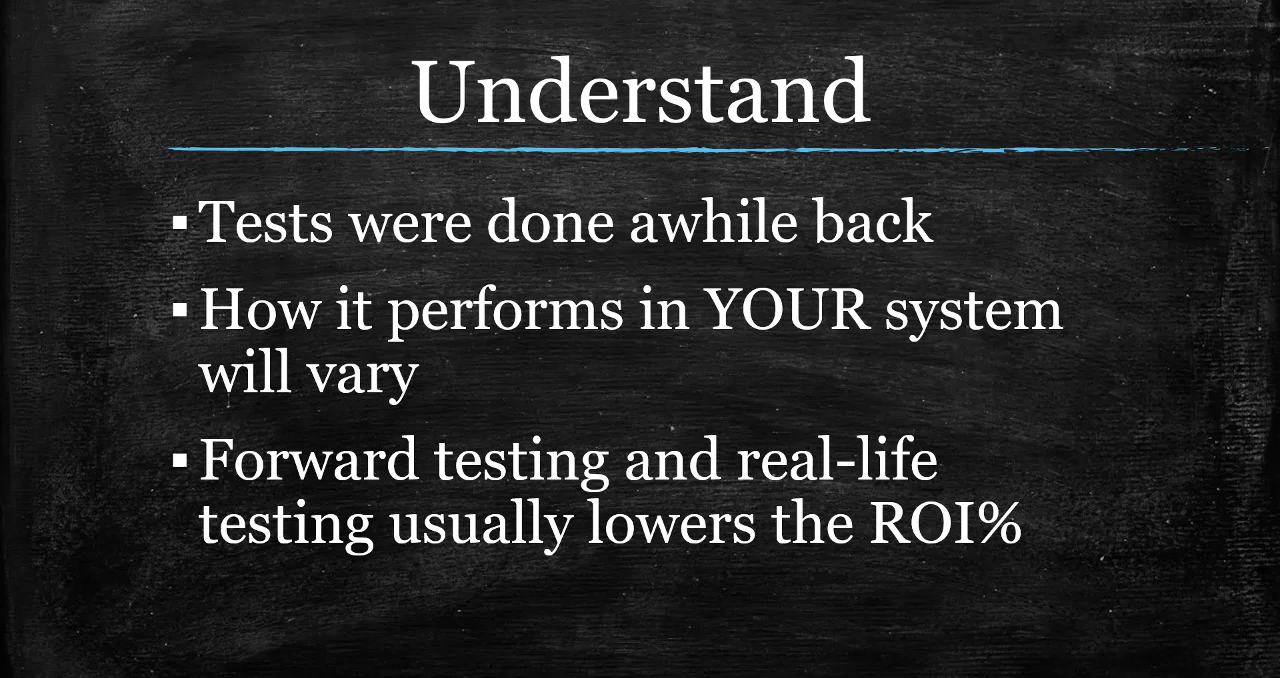 Understand
▪ Tests were done awhile back
▪ How it performs in YOUR system
will vary
▪ Forward testing and real-life
testing usually lowers the ROI%